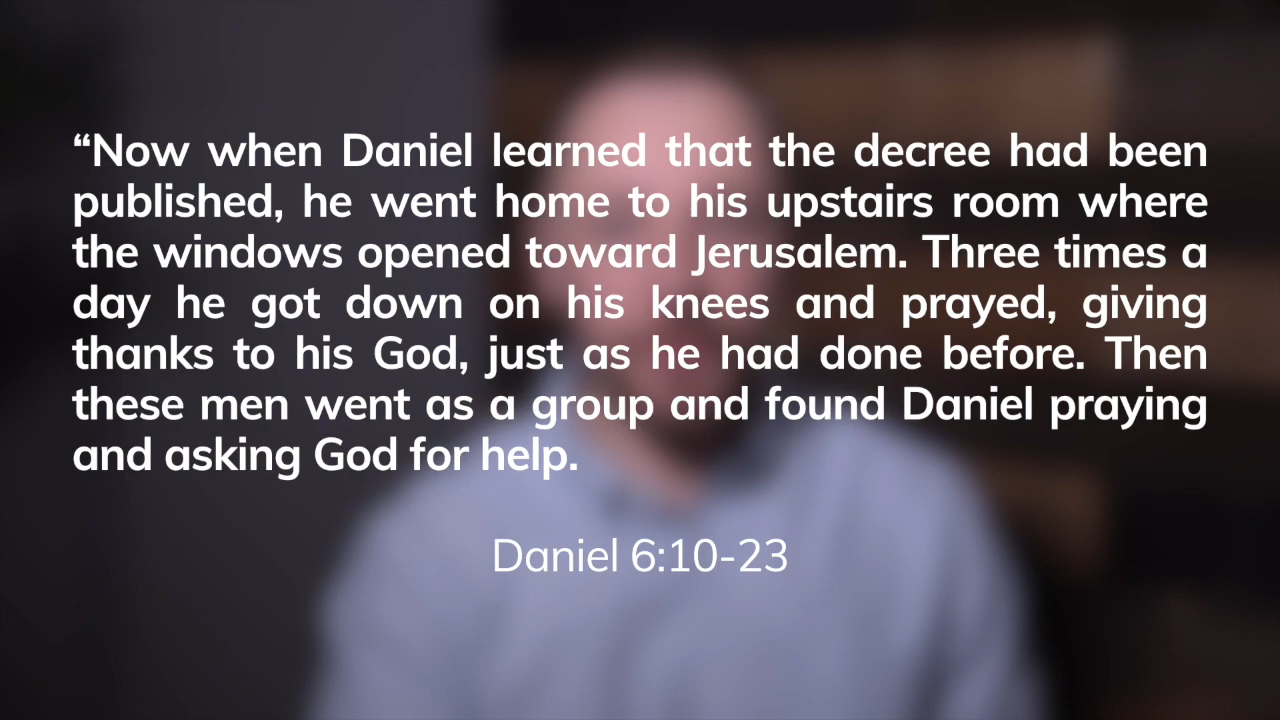 “Now when Daniel learned that the decree had been
published, he went home to his upstairs room where
the windows opened toward Jerusalem. Three times a
day he got down on his knees and prayed, giving
thanks to his God, just as he had done before. Then
these men went as a group and found Daniel praying
and asking God for help.
Daniel 6:10-23